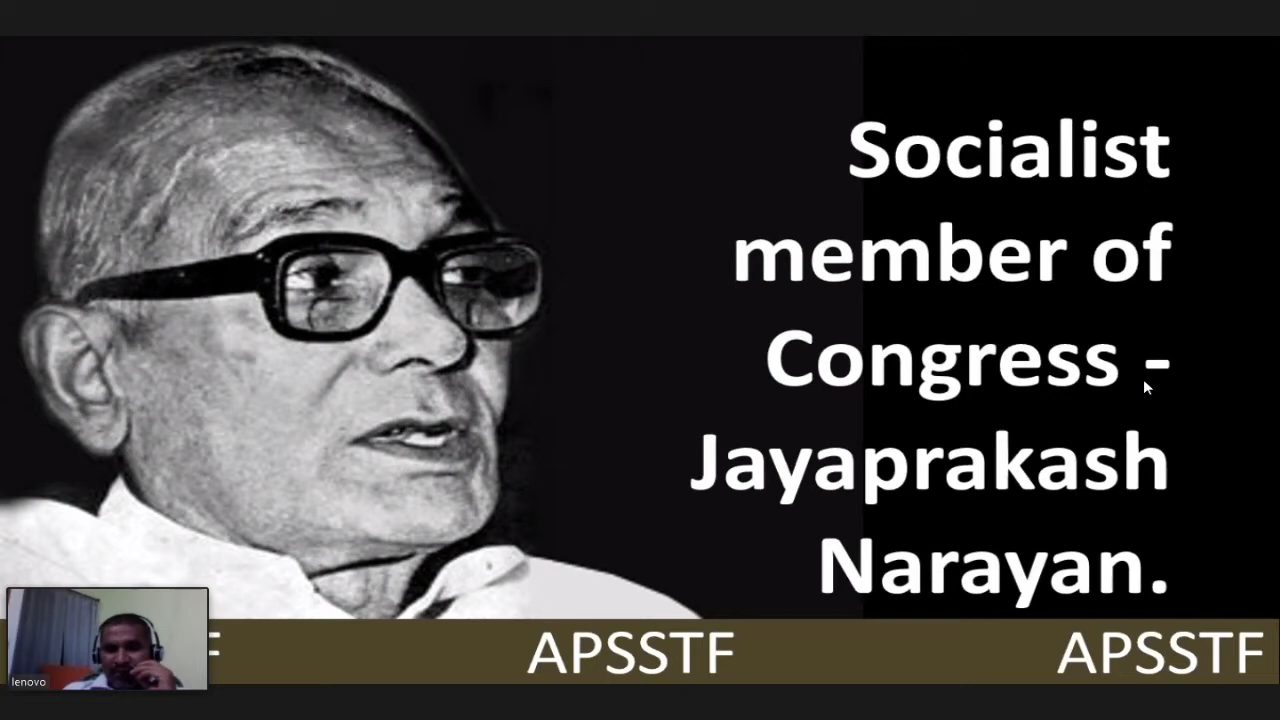 Socialist
member of
Congress -
Jayaprakash
Narayan.
F APSSTF APSSTF
lenovo